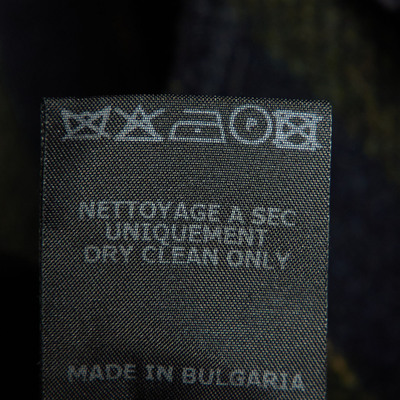 P
NETTOYAGE A SEC
UNIQUEMENT
DRY CLEAN ONLY
MADE IN BULGARIA